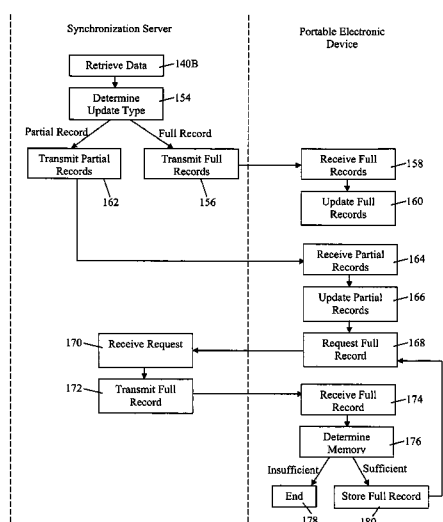 Synchronization Server
Portable Electronic
Device
Retrieve Data
140B
Determine
Update Type
154
Partial Record
Full Record
Transmit Partial
Records
162
Transmit Full
Records
156
Receive Full
Records
158
Update Full
Records
160
Receive Partial
Records
164
Update Partial
Records
166
170
Receive Request
Request Full
Record
168
172
Transmit Full
Record
Receive Full
Record
174
Determine
Memory
176
Insufficient
Sufficient
End
178
Store Full Record
180